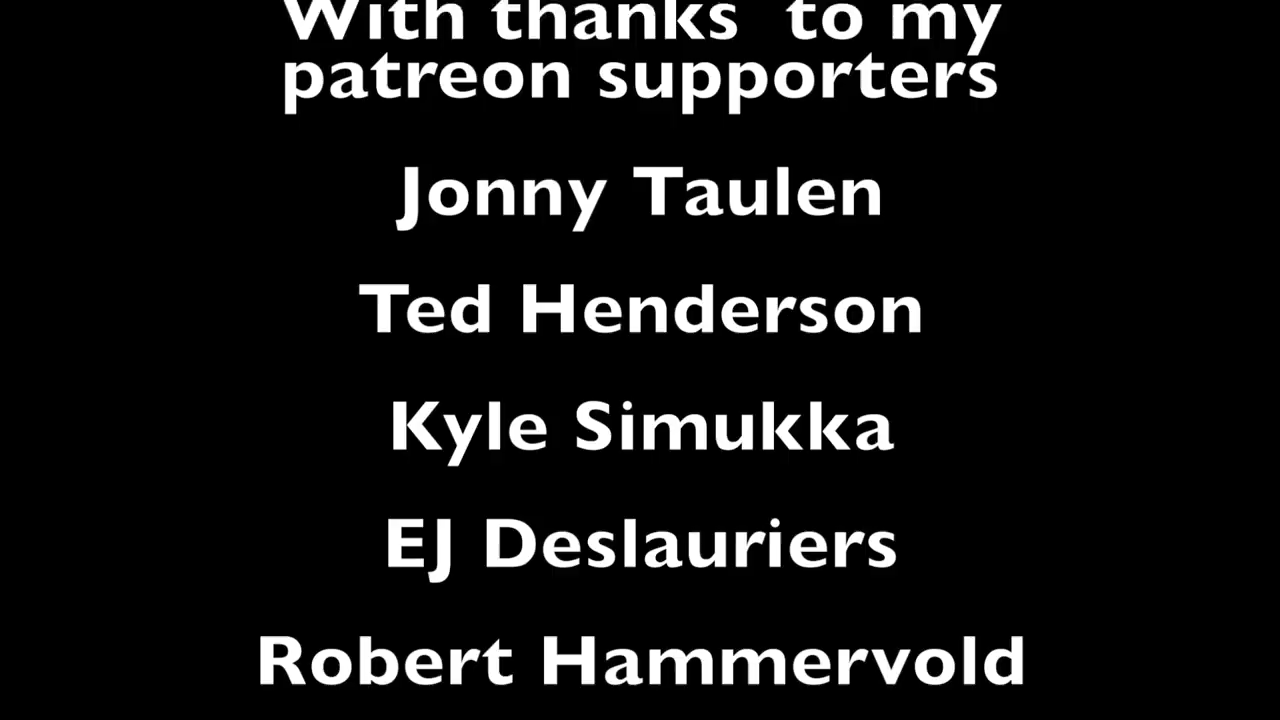 With thanks  to my
patreon supporters
Jonny Taulen
Ted Henderson
Kyle Simukka
EJ Deslauriers
Robert Hammervold